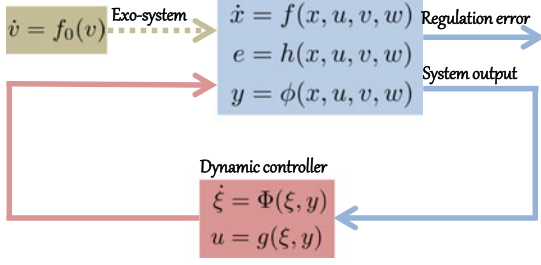 Exo-system
v̇ = f₀(v)
ẋ = f(x, u, v, w)
e = h(x, u, v, w)
y = ϕ(x, u, v, w)
Regulation error
System output
Dynamic controller
ξ̇ = Φ(ξ, y)
u = g(ξ, y)